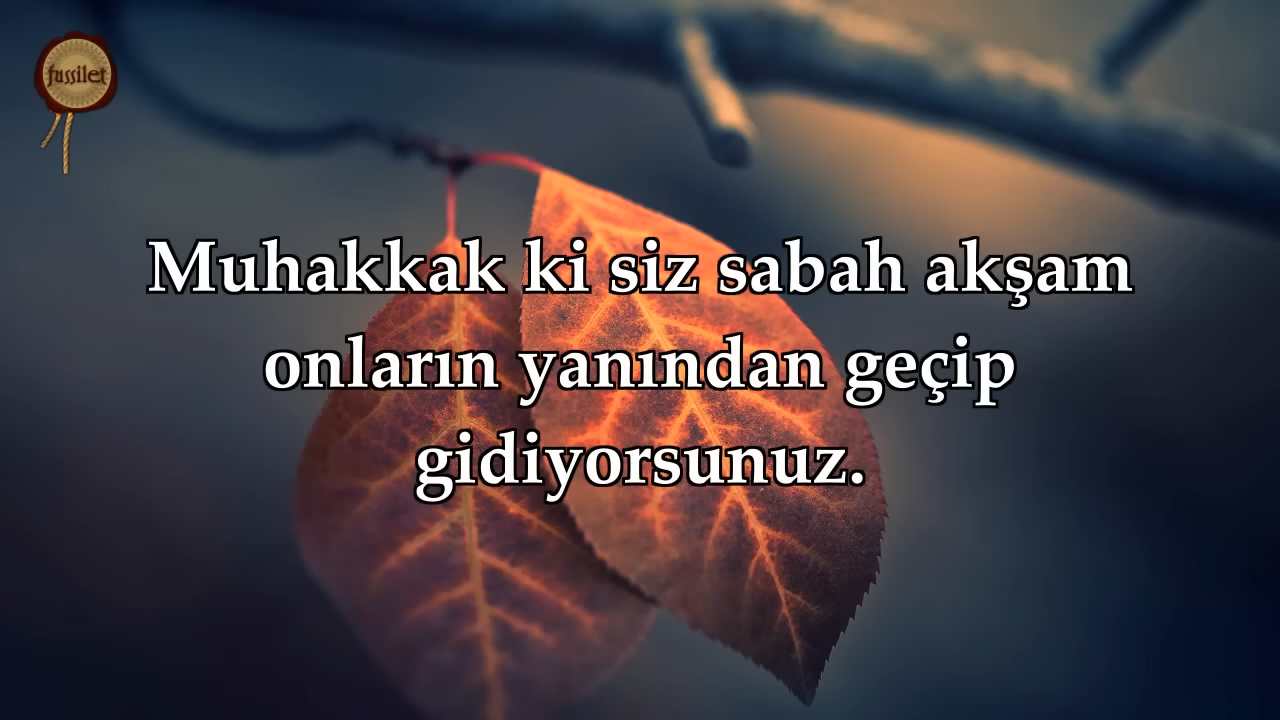 fussilet
Muhakkak ki siz sabah akşam
onların yanından geçip
gidiyorsunuz.